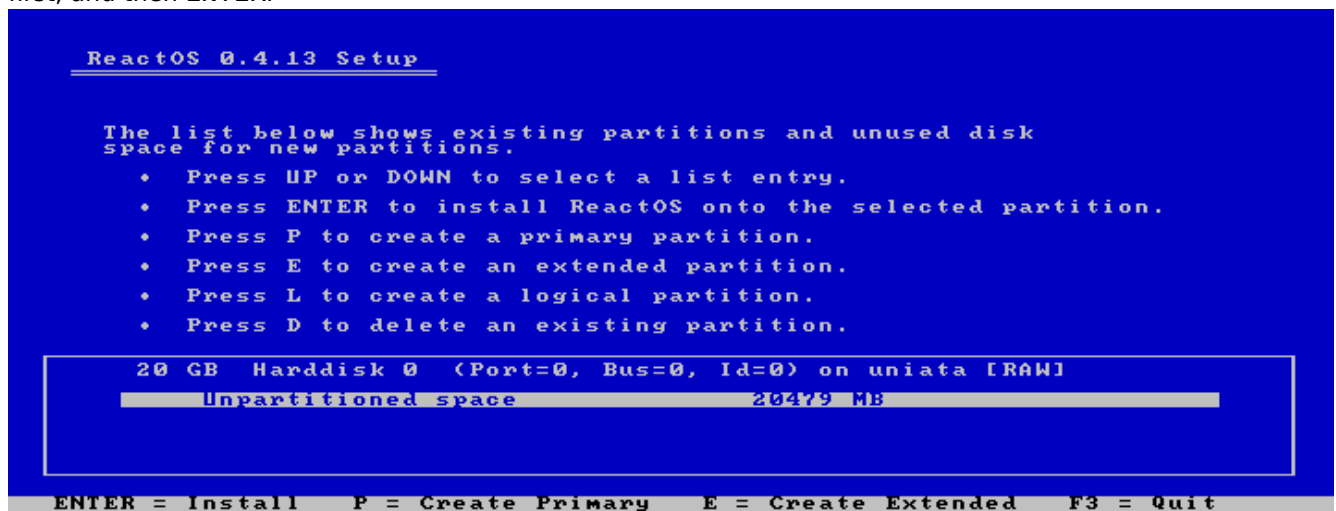 ReactOS 0.4.13 Setup
The list below shows existing partitions and unused disk
space for new partitions.
• Press UP or DOWN to select a list entry.
• Press ENTER to install ReactOS onto the selected partition.
• Press P to create a primary partition.
• Press E to create an extended partition.
• Press L to create a logical partition.
• Press D to delete an existing partition.
20 GB Harddisk 0 (Port=0, Bus=0, Id=0) on uniata [RAW]
Unpartitioned space 20479 MB
ENTER = Install P = Create Primary E = Create Extended F3 = Quit